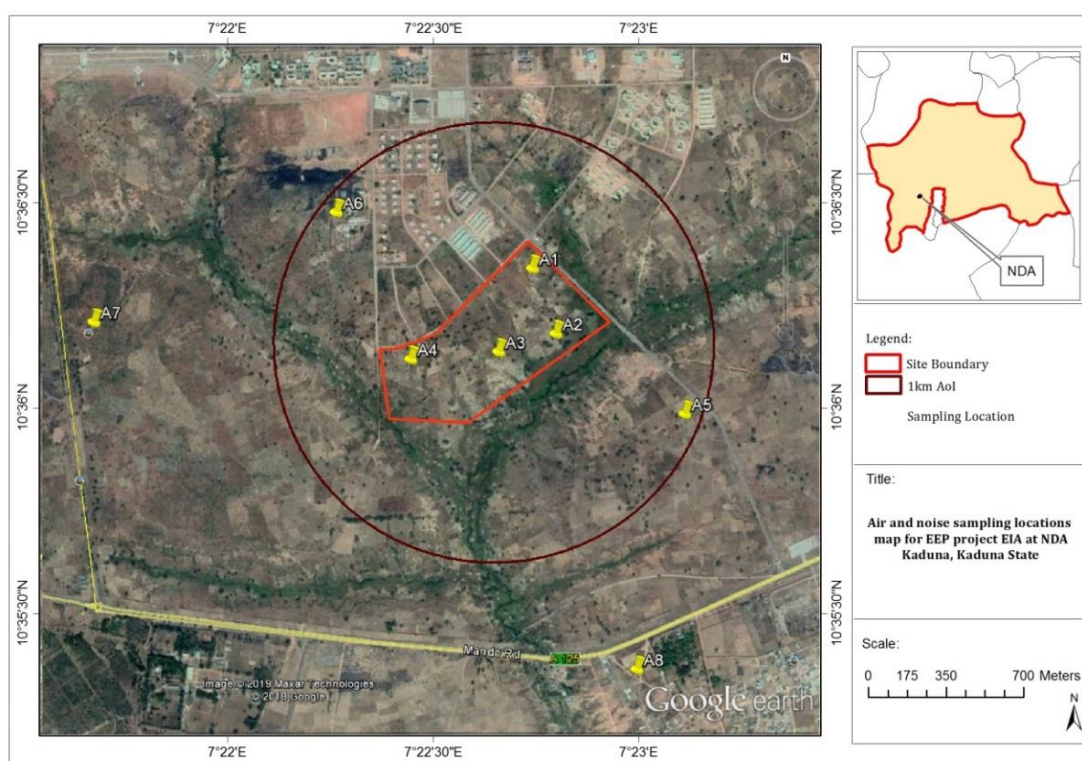 7°22'E
7°22'30"E
7°23'E
10°36'30"N
10°36'30"N
10°36'N
10°36'N
10°35'30"N
10°35'30"N
N
A6
A1
A7
A2
A3
A4
A5
A8
Mando Rd
A 125
Image © 2019 Maxar Technologies
© 2018 Google
Google earth
7°22'E
7°22'30"E
7°23'E
NDA
Legend:
Site Boundary
1km AoI
Sampling Location
Title:
Air and noise sampling locations
map for EEP project EIA at NDA
Kaduna, Kaduna State
Scale:
0 175 350 700 Meters
N